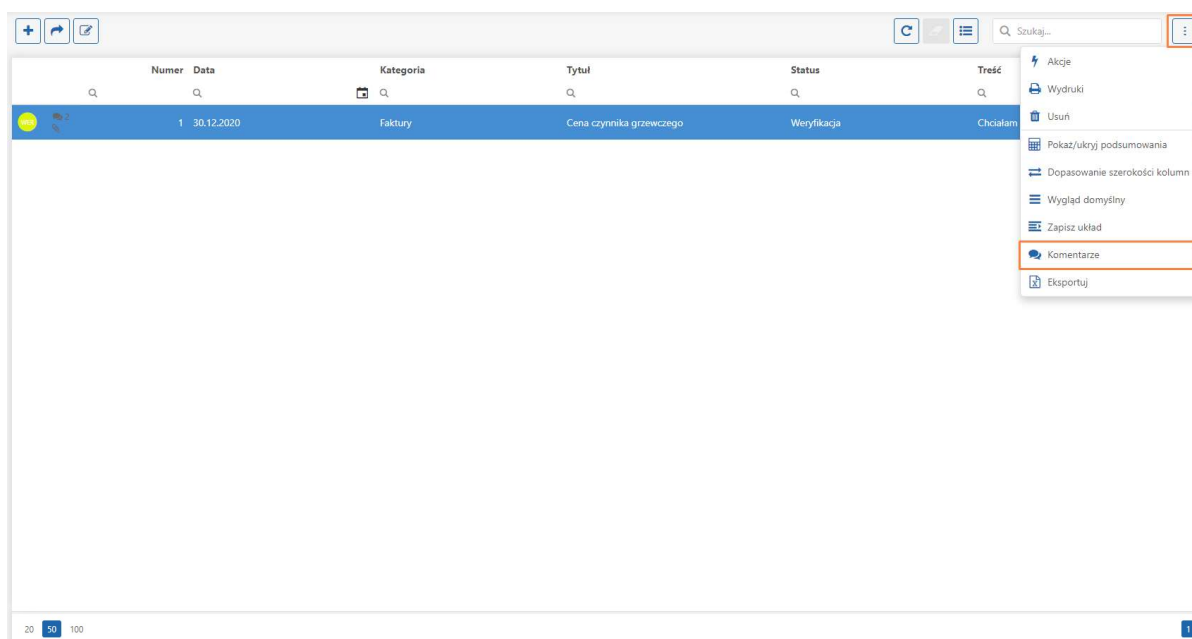 Szukaj...
Numer Data Kategoria Tytuł Status Treść
1 30.12.2020 Faktury Cena czynnika grzewczego Weryfikacja Chciałam
2
Akcje
Wydruki
Usuń
Pokaż/ukryj podsumowania
Dopasowanie szerokości kolumn
Wygląd domyślny
Zapisz układ
Komentarze
Eksportuj
20 50 100 1